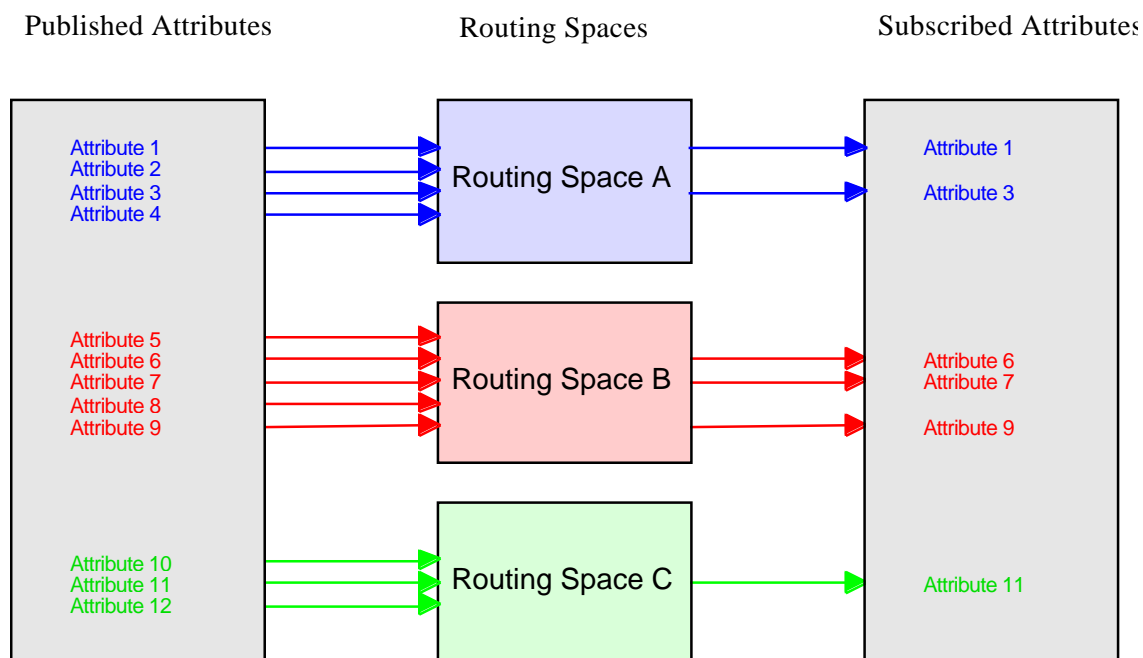 Published Attributes
Routing Spaces
Subscribed Attributes
Attribute 1
Attribute 2
Attribute 3
Attribute 4
Routing Space A
Attribute 1
Attribute 3
Attribute 5
Attribute 6
Attribute 7
Attribute 8
Attribute 9
Routing Space B
Attribute 6
Attribute 7
Attribute 9
Attribute 10
Attribute 11
Attribute 12
Routing Space C
Attribute 11